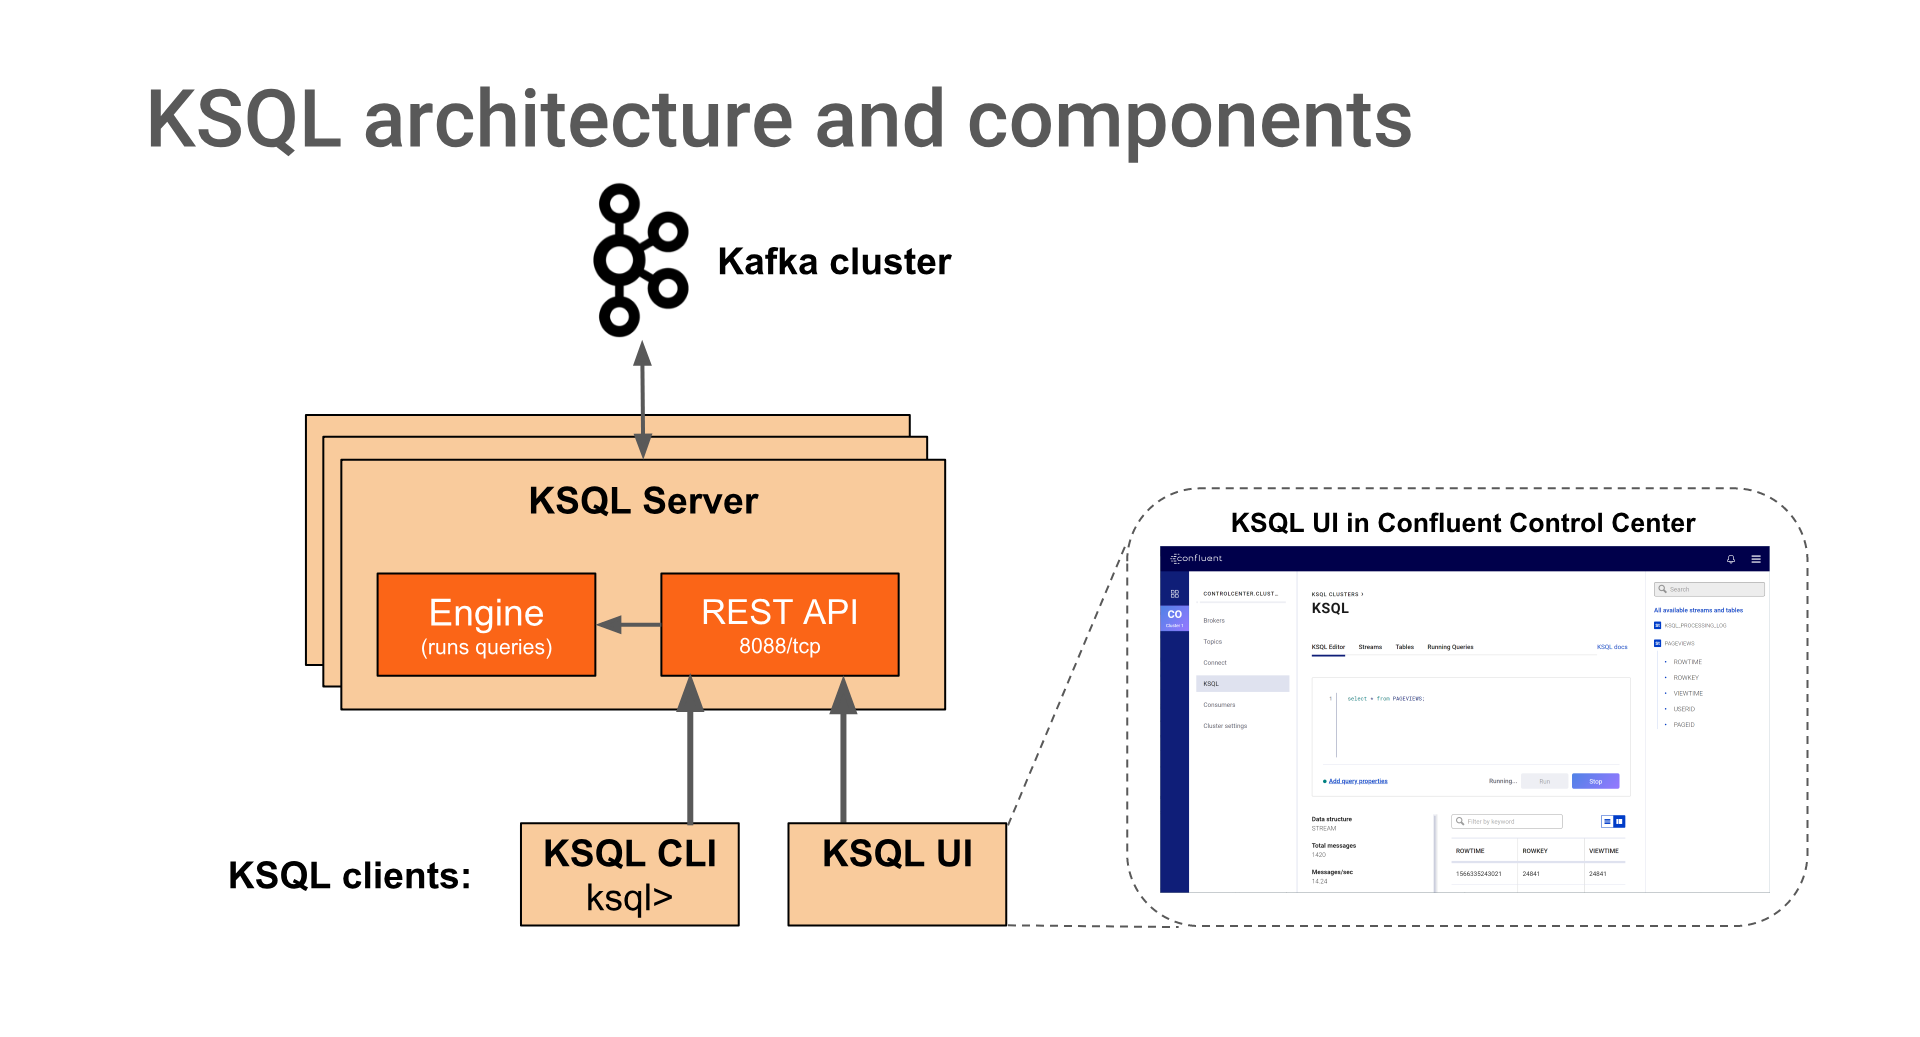 KSQL architecture and components
Kafka cluster
KSQL Server
Engine
(runs queries)
REST API
8088/tcp
KSQL clients:
KSQL CLI
ksql>
KSQL UI
KSQL UI in Confluent Control Center
confluent
CO
Cluster 1
CONTROLCENTER.CLUST...
Brokers
Topics
Connect
KSQL
Consumers
Cluster settings
KSQL CLUSTERS >
KSQL
KSQL Editor Streams Tables Running Queries KSQL docs
1 select * from PAGEVIEWS;
Add query properties Running... Run Stop
Data structure
STREAM
Total messages
1420
Messages/sec
14.24
Filter by keyword
ROWTIME ROWKEY VIEWTIME
1566335243021 24841 24841
Search
All available streams and tables
KSQL_PROCESSING_LOG
PAGEVIEWS
• ROWTIME
• ROWKEY
• VIEWTIME
• USERID
• PAGEID